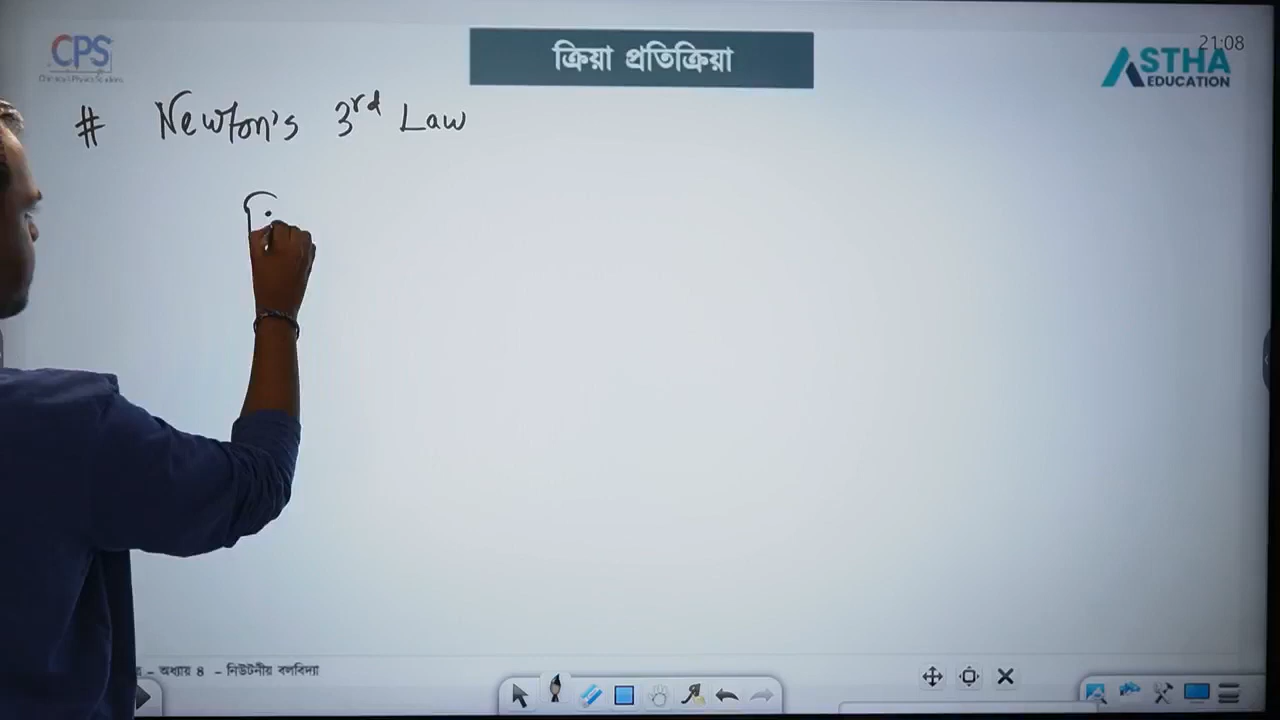 CPS
ক্রিয়া প্রতিক্রিয়া
21:08
ASTHA
EDUCATION
# Newton's 3rd Law
– অধ্যায় ৪ – নিউটনীয় বলবিদ্যা